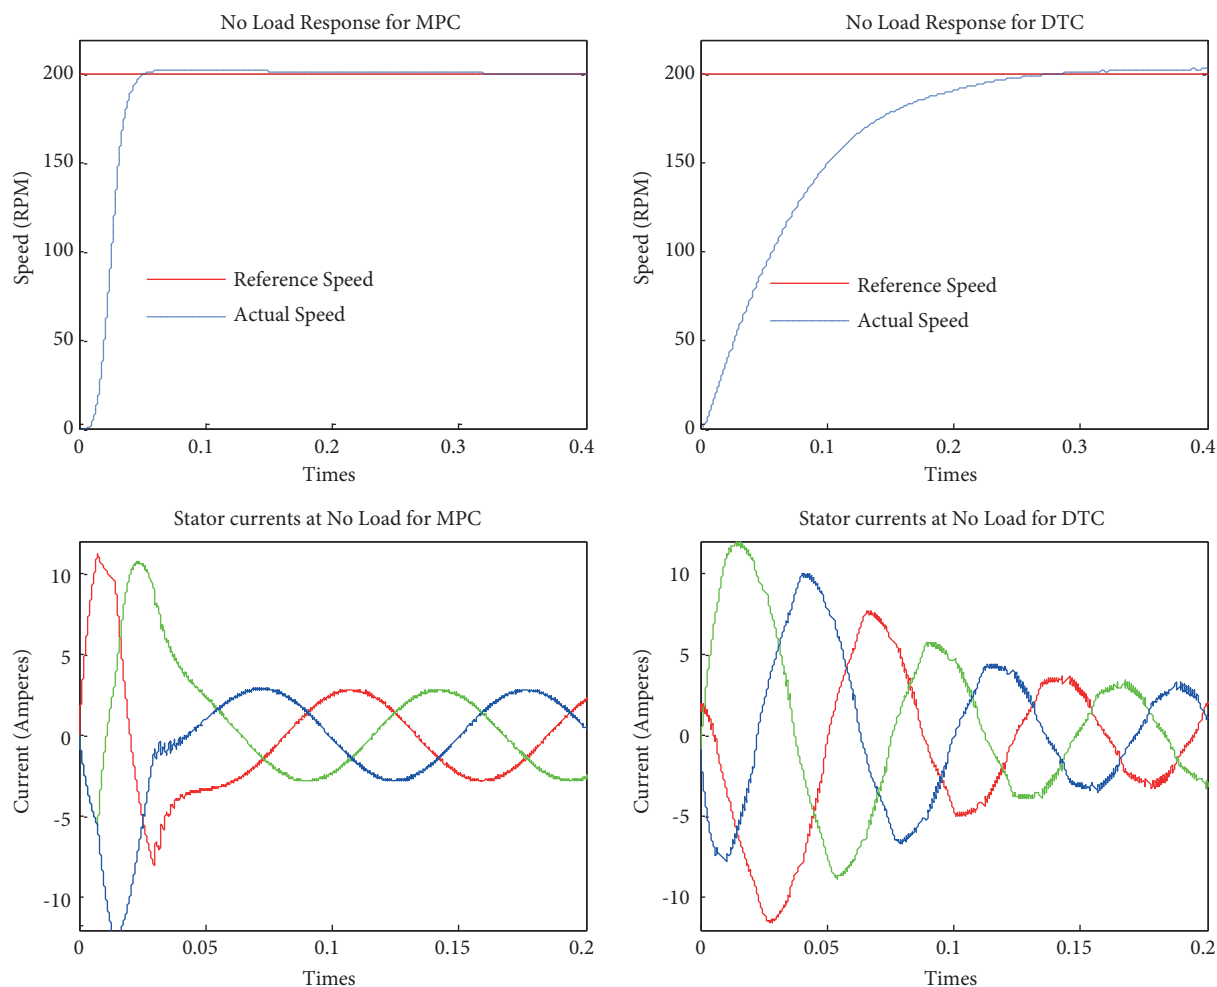 No Load Response for MPC
200
150
100
50
0
0
0.1
0.2
0.3
0.4
Speed (RPM)
Times
Reference Speed
Actual Speed
No Load Response for DTC
200
150
100
50
0
0
0.1
0.2
0.3
0.4
Speed (RPM)
Times
Reference Speed
Actual Speed
Stator currents at No Load for MPC
10
5
0
-5
-10
0
0.05
0.1
0.15
0.2
Current (Amperes)
Times
Stator currents at No Load for DTC
10
5
0
-5
-10
0
0.05
0.1
0.15
0.2
Current (Amperes)
Times